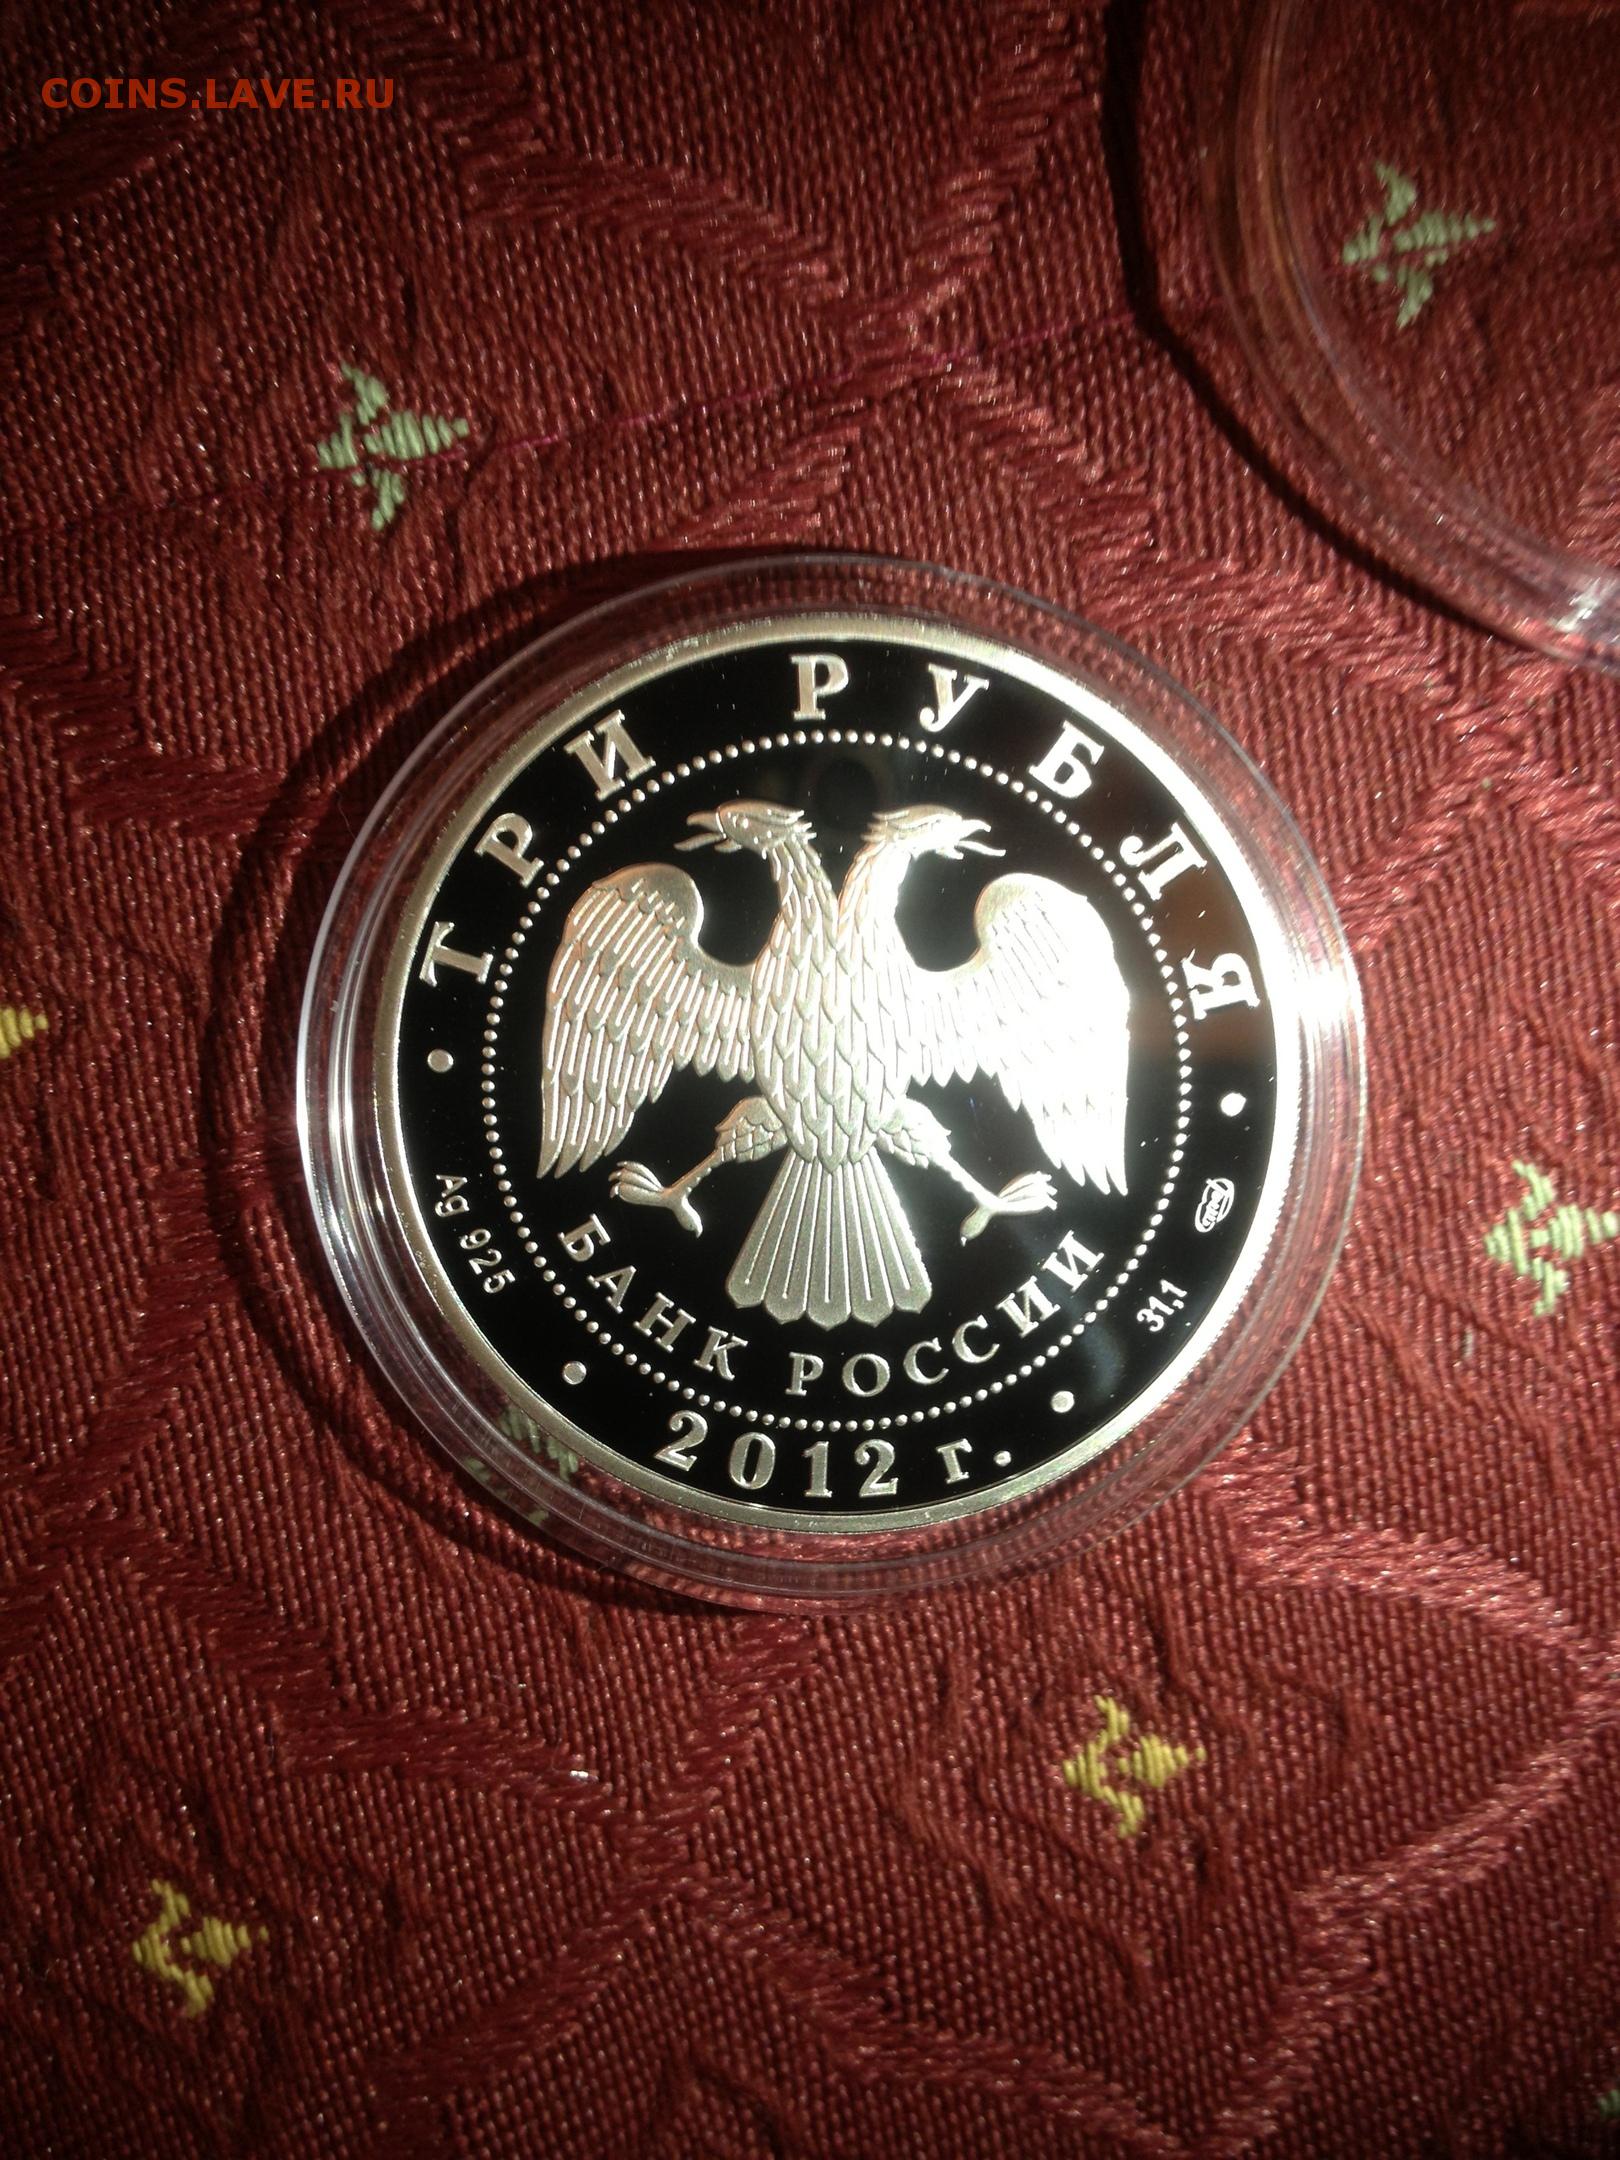 COINS.LAVE.RU
ТРИ РУБЛЯ
Ag 925
БАНК РОССИИ
31,1
2012 г.